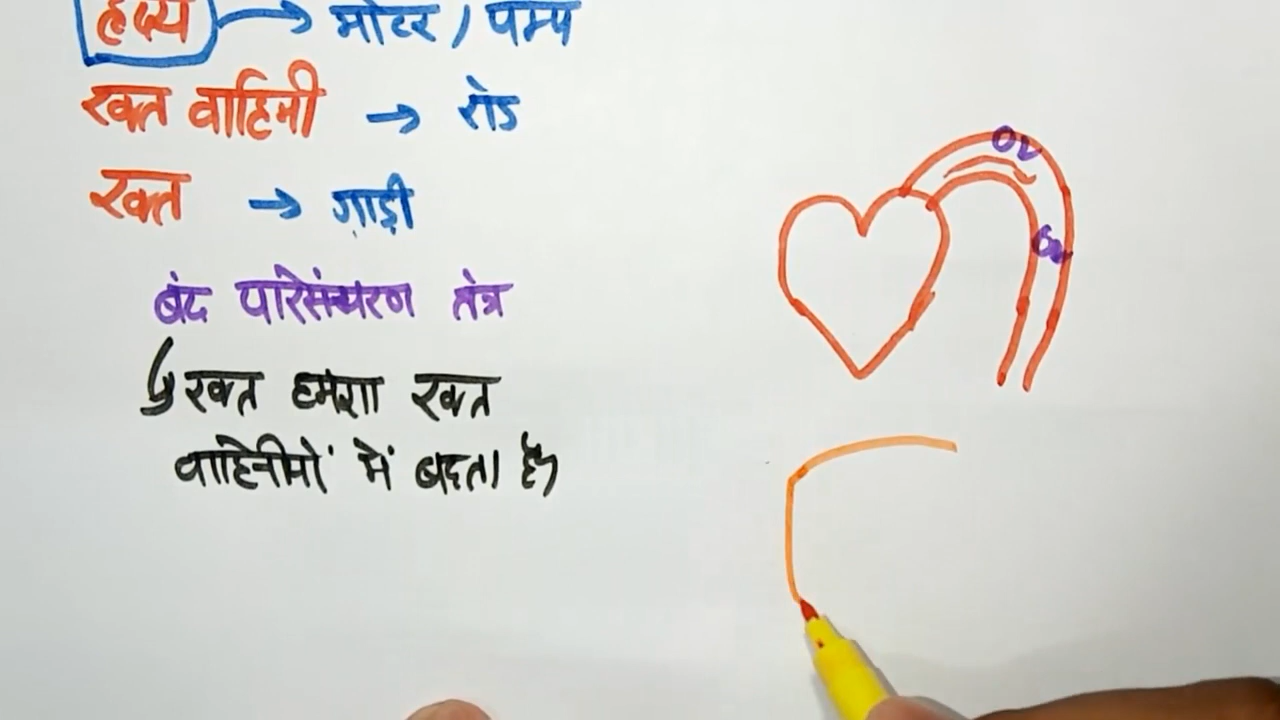 हृदय → मोटर / पम्प
रक्त वाहिनी → रोड
रक्त → गाड़ी
बंद परिसंचरण तंत्र
↳ रक्त हमेशा रक्त
वाहिनीयों में बहता है